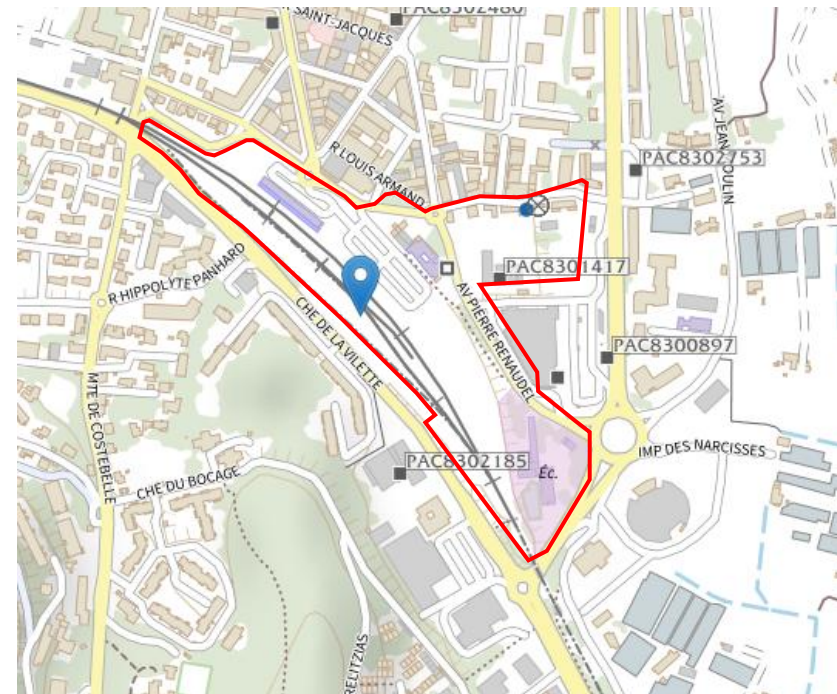 PAC8302480
SAINT-JACQUES
R LOUIS ARMAND
PAC8302753
AV JEAN MOULIN
R HIPPOLYTE PANHARD
PAC8301417
CHE DE LA VILETTE
AV PIERRE RENAUDEL
PAC8300897
MTE DE COSTEBELLE
IMP DES NARCISSES
PAC8302185
Éc.
CHE DU BOCAGE